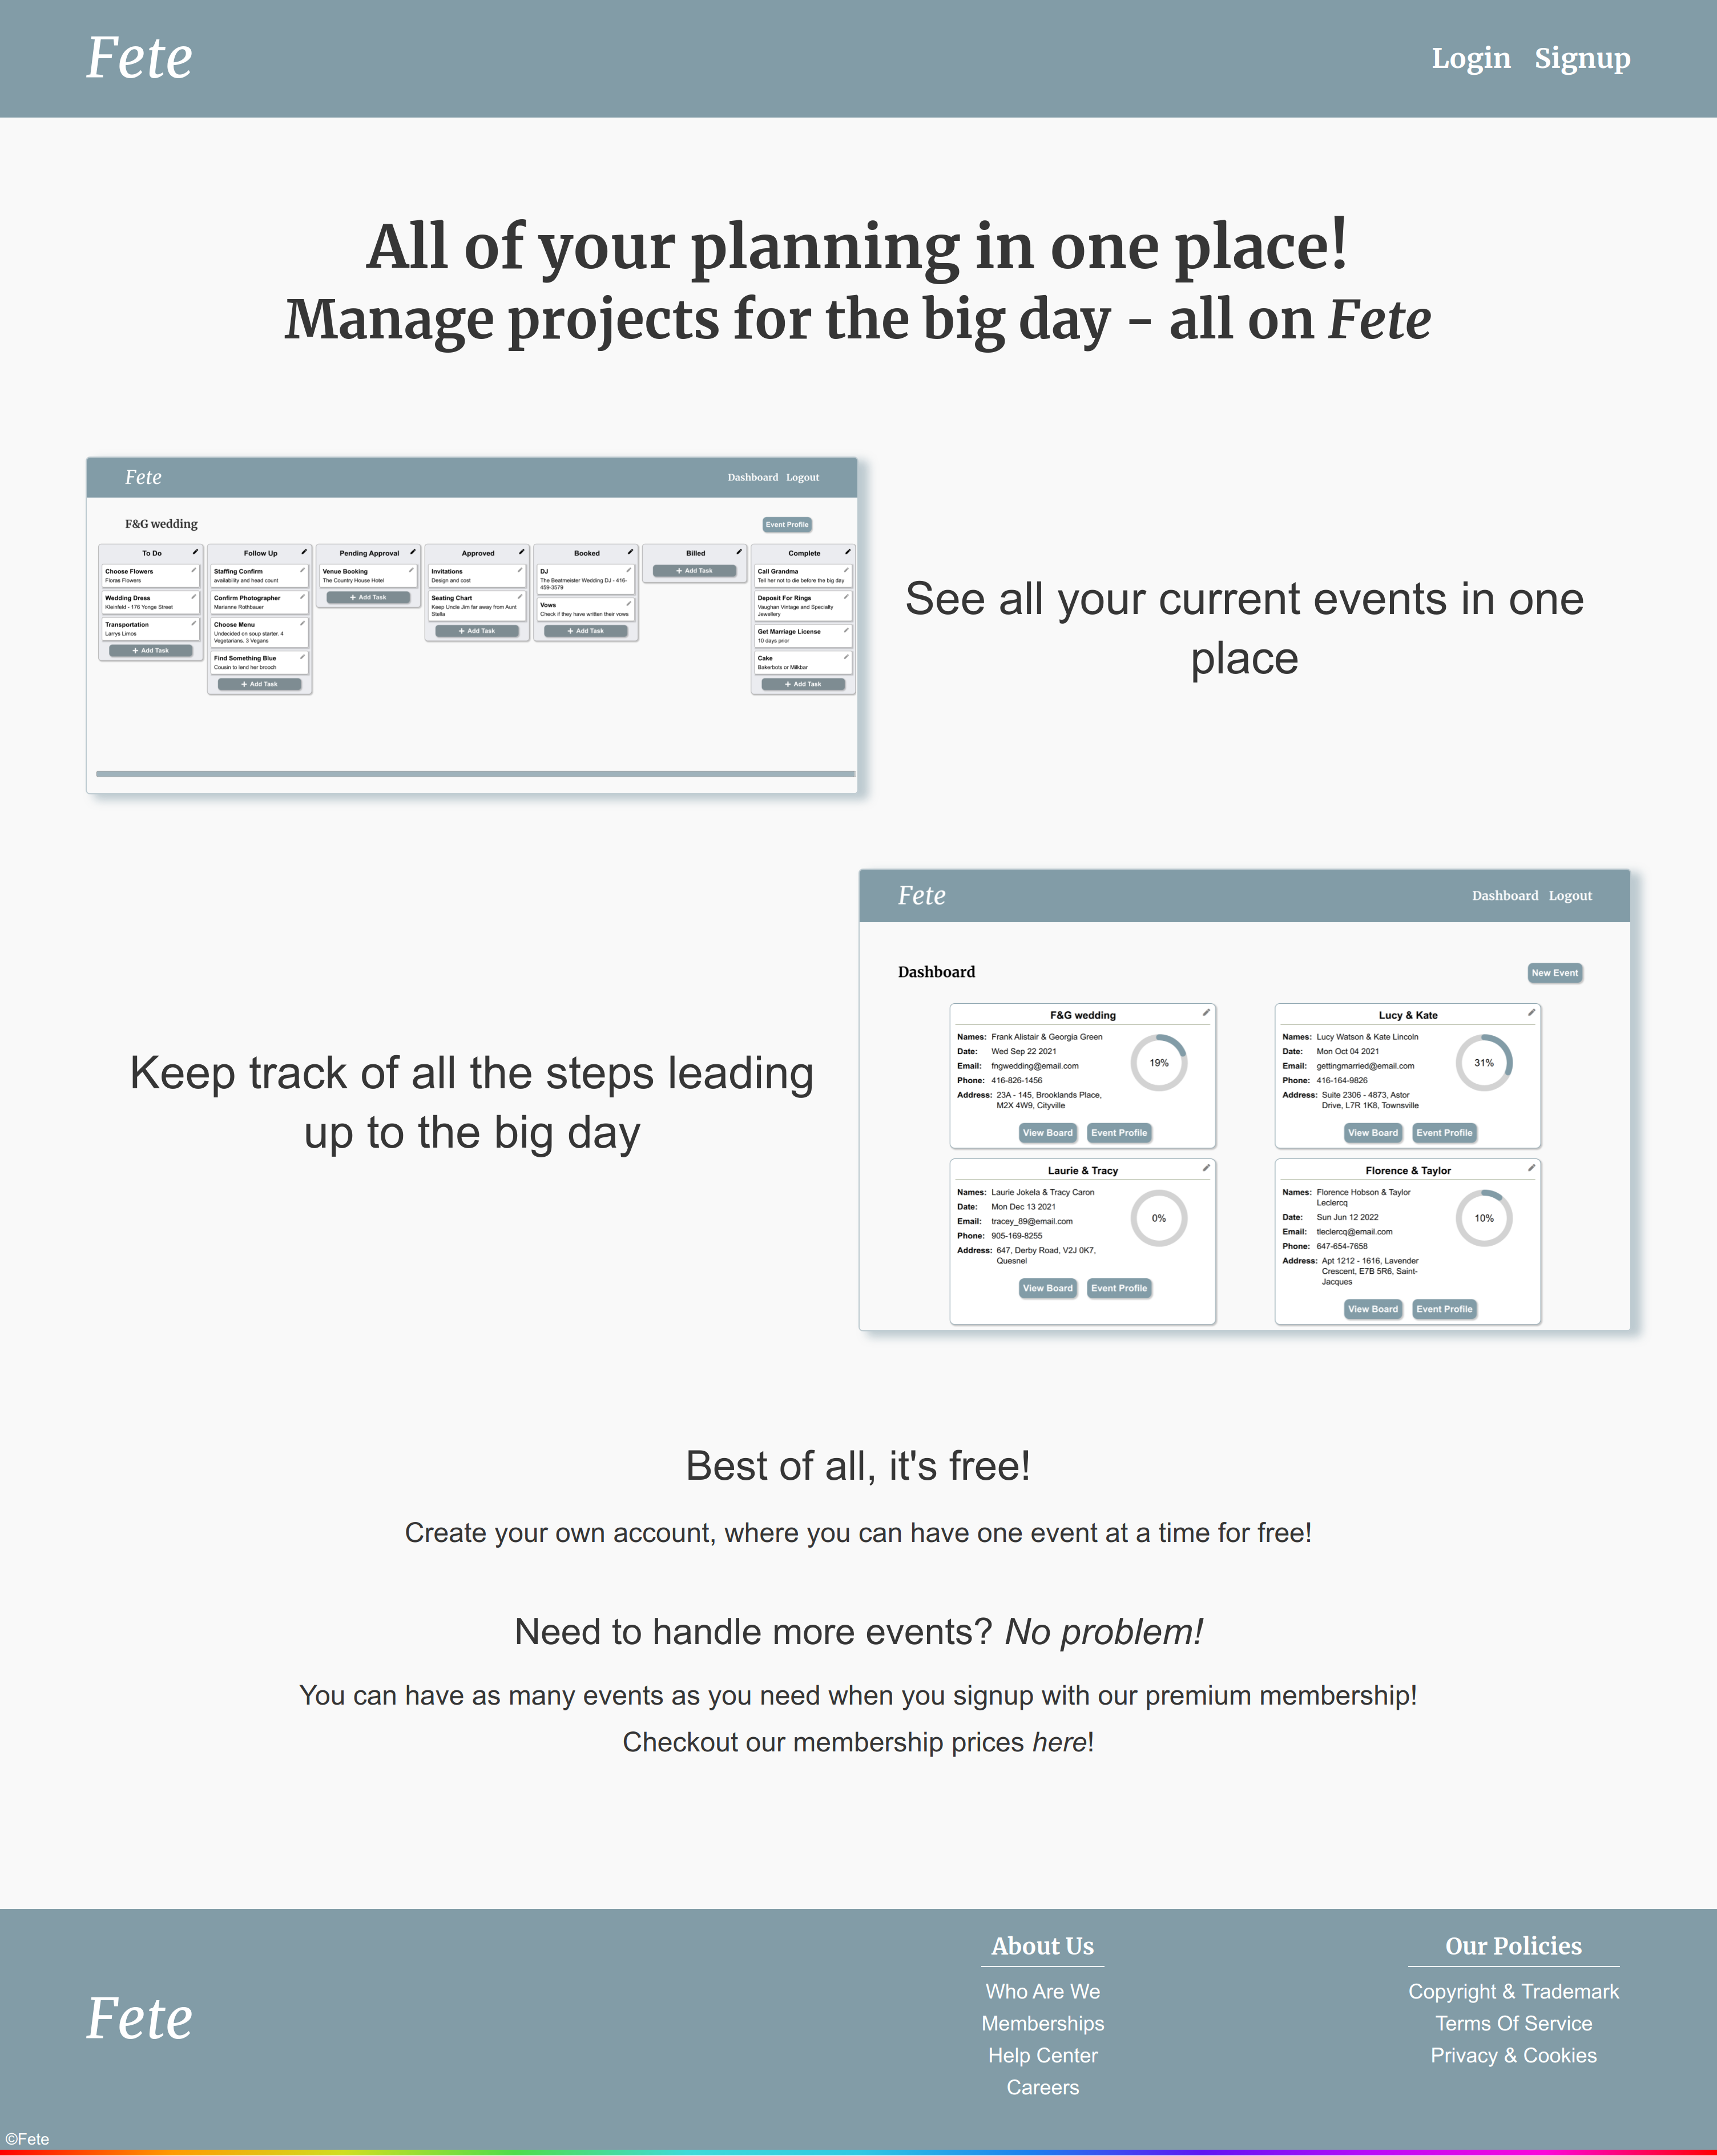 Fete
Login Signup
All of your planning in one place!
Manage projects for the big day - all on Fete
Fete
Dashboard Logout
F&G wedding
Event Profile
To Do
Choose Flowers
Floras Flowers
Wedding Dress
Kleinfeld - 176 Yonge Street
Transportation
Larrys Limos
+ Add Task
Follow Up
Staffing Confirm
availability and head count
Confirm Photographer
Marianne Rothbauer
Choose Menu
Undecided on soup starter. 4
Vegetarians. 3 Vegans
Find Something Blue
Cousin to lend her brooch
+ Add Task
Pending Approval
Venue Booking
The Country House Hotel
+ Add Task
Approved
Invitations
Design and cost
Seating Chart
Keep Uncle Jim far away from Aunt
Stella
+ Add Task
Booked
DJ
The Beatmeister Wedding DJ - 416-
459-3579
Vows
Check if they have written their vows
+ Add Task
Billed
+ Add Task
Complete
Call Grandma
Tell her not to die before the big day
Deposit For Rings
Vaughan Vintage and Specialty
Jewellery
Get Marriage License
10 days prior
Cake
Bakerbots or Milkbar
+ Add Task
See all your current events in one
place
Keep track of all the steps leading
up to the big day
Fete
Dashboard Logout
Dashboard
New Event
F&G wedding
Names: Frank Alistair & Georgia Green
Date: Wed Sep 22 2021
Email: fngwedding@email.com
Phone: 416-826-1456
Address: 23A - 145, Brooklands Place,
M2X 4W9, Cityville
19%
View Board Event Profile
Lucy & Kate
Names: Lucy Watson & Kate Lincoln
Date: Mon Oct 04 2021
Email: gettingmarried@email.com
Phone: 416-164-9826
Address: Suite 2306 - 4873, Astor
Drive, L7R 1K8, Townsville
31%
View Board Event Profile
Laurie & Tracy
Names: Laurie Jokela & Tracy Caron
Date: Mon Dec 13 2021
Email: tracey_89@email.com
Phone: 905-169-8255
Address: 647, Derby Road, V2J 0K7,
Quesnel
0%
View Board Event Profile
Florence & Taylor
Names: Florence Hobson & Taylor
Leclercq
Date: Sun Jun 12 2022
Email: tleclercq@email.com
Phone: 647-654-7658
Address: Apt 1212 - 1616, Lavender
Crescent, E7B 5R6, Saint-
Jacques
10%
View Board Event Profile
Best of all, it's free!
Create your own account, where you can have one event at a time for free!
Need to handle more events? No problem!
You can have as many events as you need when you signup with our premium membership!
Checkout our membership prices here!
Fete
About Us
Who Are We
Memberships
Help Center
Careers
Our Policies
Copyright & Trademark
Terms Of Service
Privacy & Cookies
©Fete